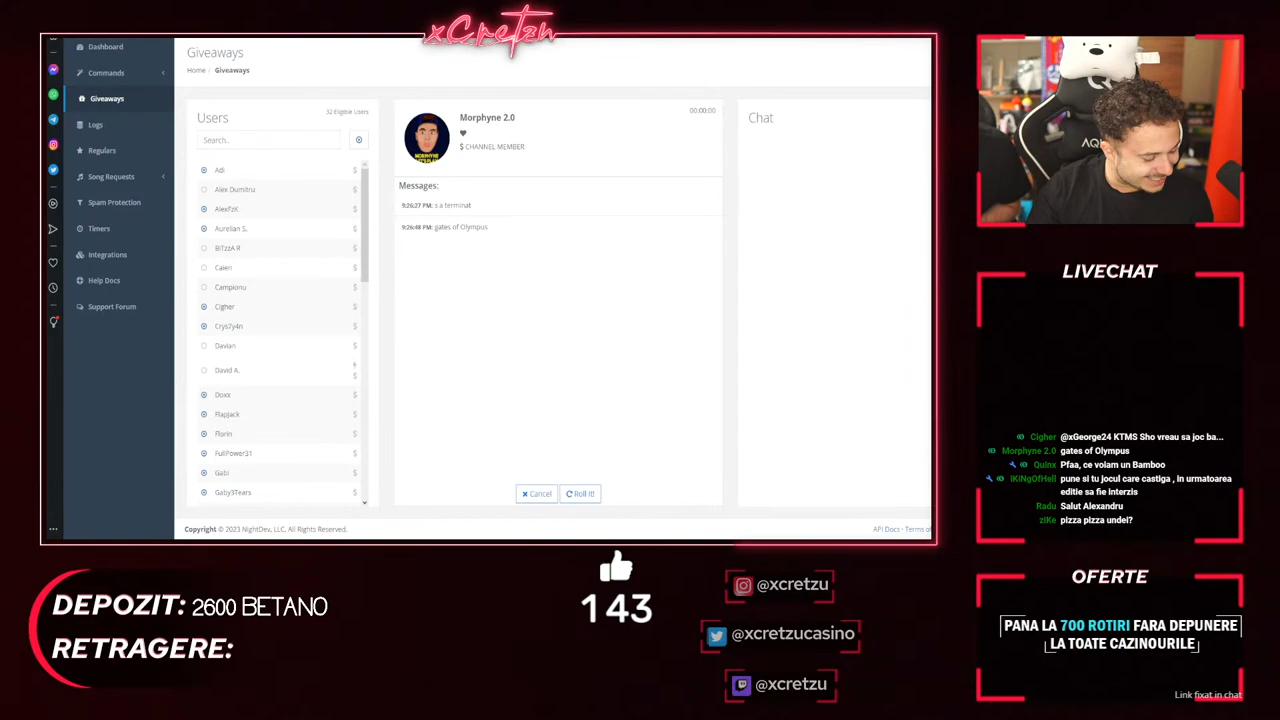 xCretzu
Dashboard
Commands
Giveaways
Logs
Regulars
Song Requests
Spam Protection
Timers
Integrations
Help Docs
Support Forum
Giveaways
Home / Giveaways
Users
32 Eligible Users
Search..
Adi $
Alex Dumitru $
AlexFzK $
Aurelian S. $
BiTzzA R $
Caieri $
Campionu $
Cigher $
Crys7y4n $
Davian $
David A. $
Doxx $
Flapjack $
Florin $
FullPower31 $
Gabi $
Gaby3Tears $
Morphyne 2.0
00:00:00
$ CHANNEL MEMBER
MORPHYNE
Messages:
9:26:27 PM: s a terminat
9:26:48 PM: gates of Olympus
Cancel
Roll It!
Chat
Copyright © 2023 NightDev, LLC, All Rights Reserved.
API Docs - Terms o
LIVECHAT
Cigher @xGeorge24 KTMS Sho vreau sa joc ba...
Morphyne 2.0 gates of Olympus
Quinx Pfaa, ce voiam un Bamboo
IKINgOfHell pune si tu jocul care castiga , in urmatoarea
editie sa fie Interzis
Radu Salut Alexandru
ziKe pizza pizza undel?
DEPOZIT: 2600 BETANO
RETRAGERE:
143
@xcretzu
@xcretzucasino
@xcretzu
OFERTE
PANA LA 700 ROTIRI FARA DEPUNERE
LA TOATE CAZINOURILE
Link fixat in chat